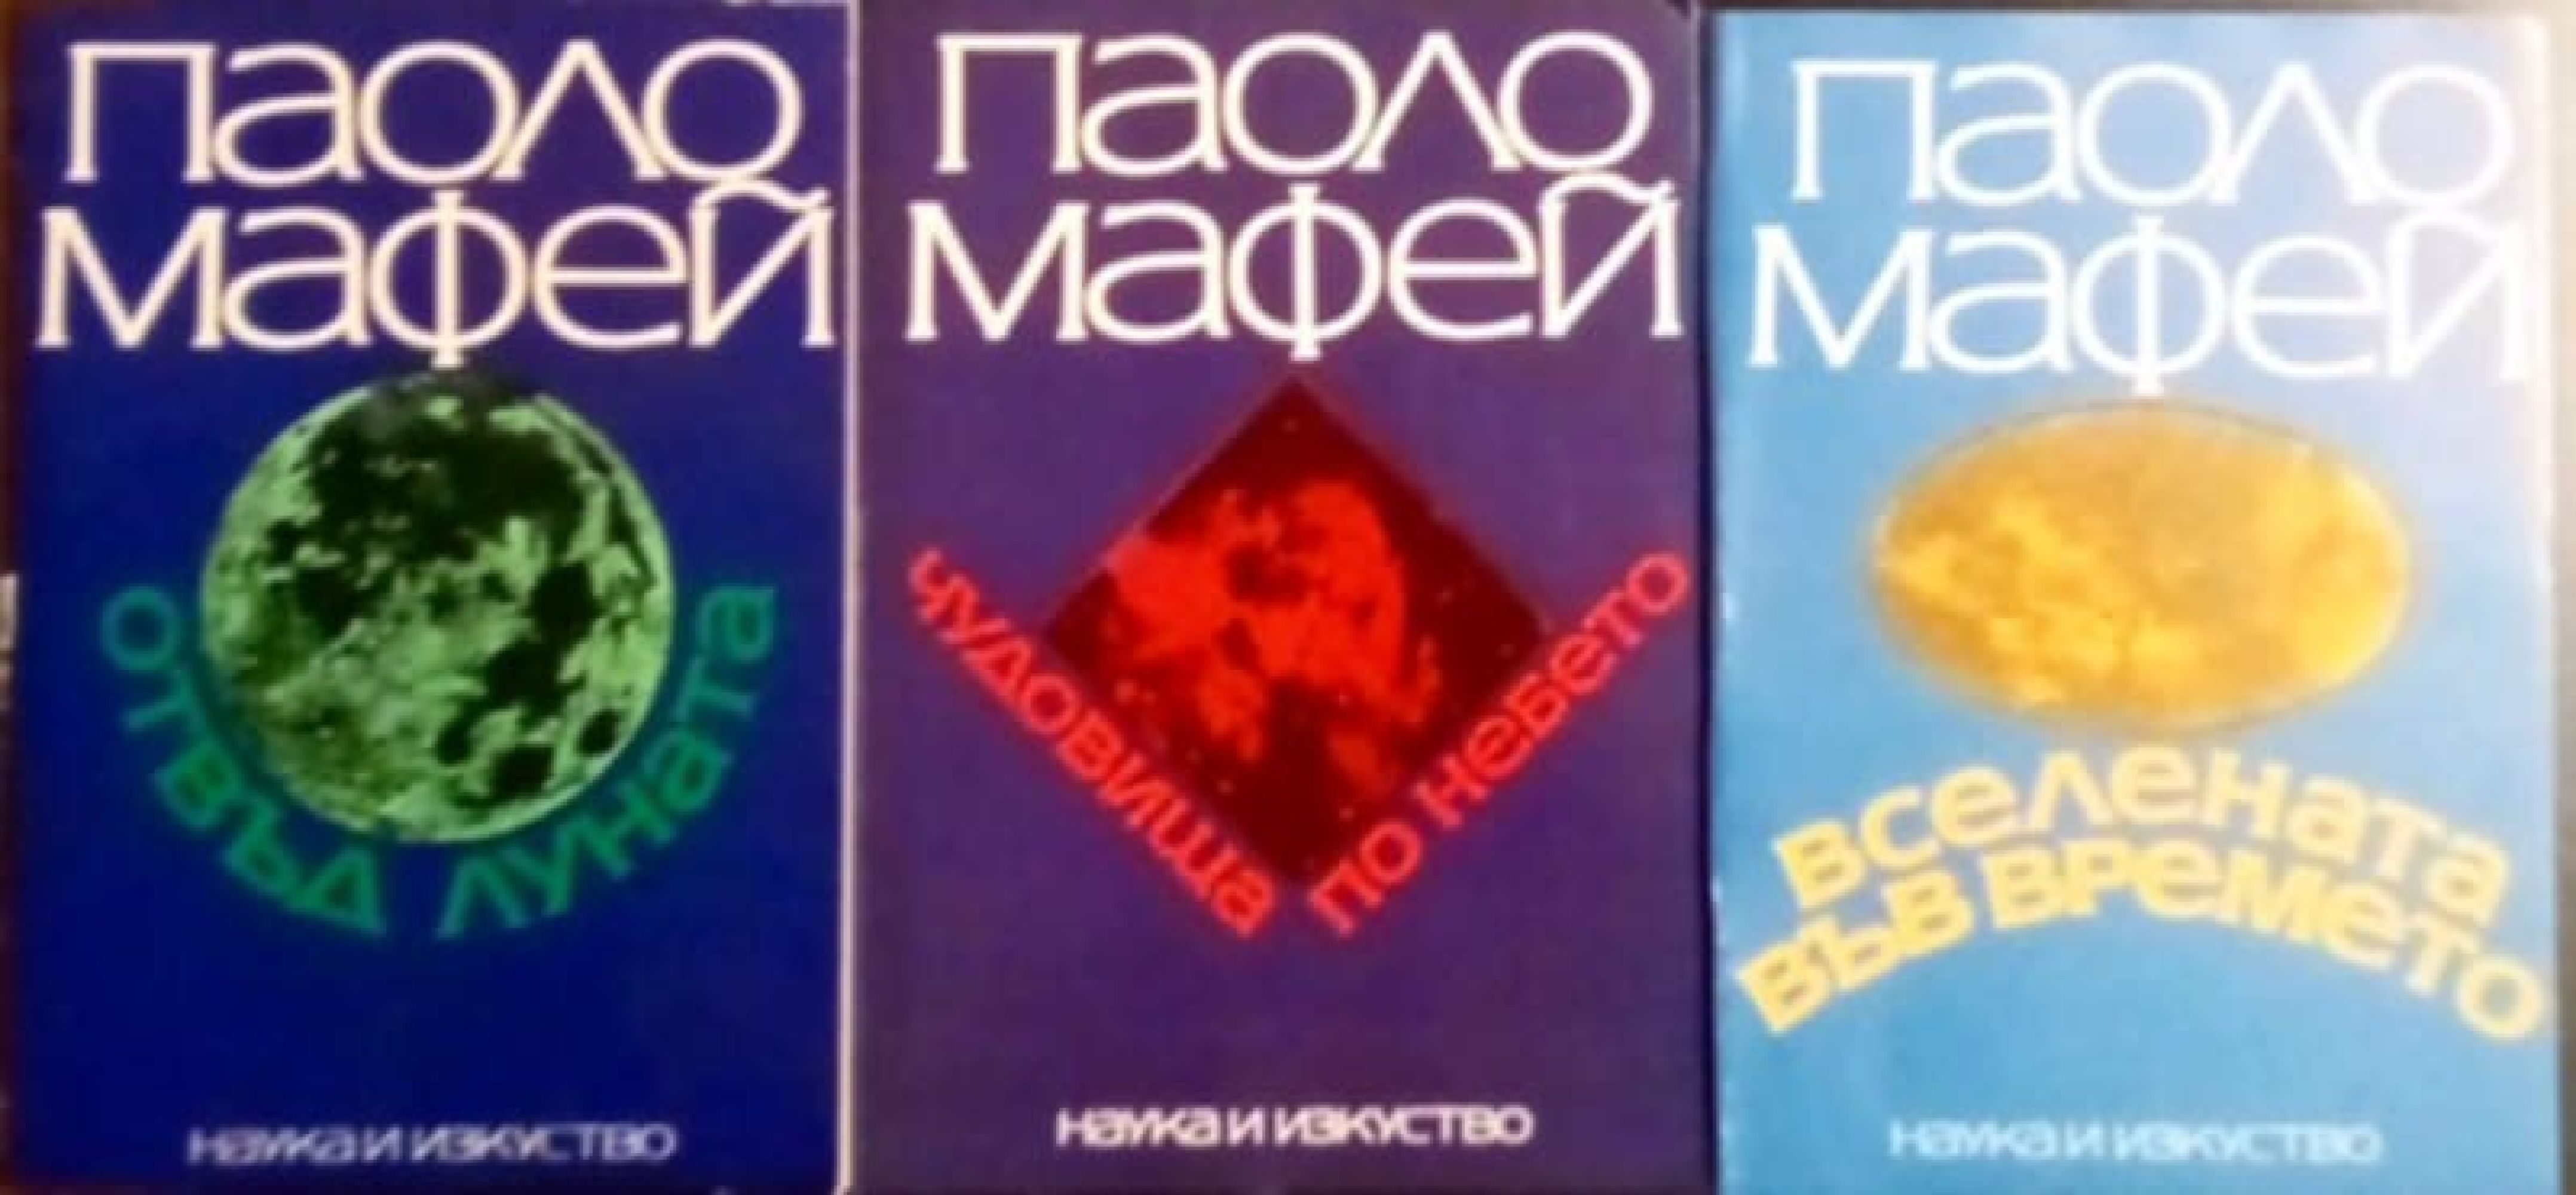 Паоло
Мафей
отвъд луната
наука и изкуство
Паоло
Мафей
чудовища по небето
наука и изкуство
Паоло
Мафей
вселената
във времето
наука и изкуство